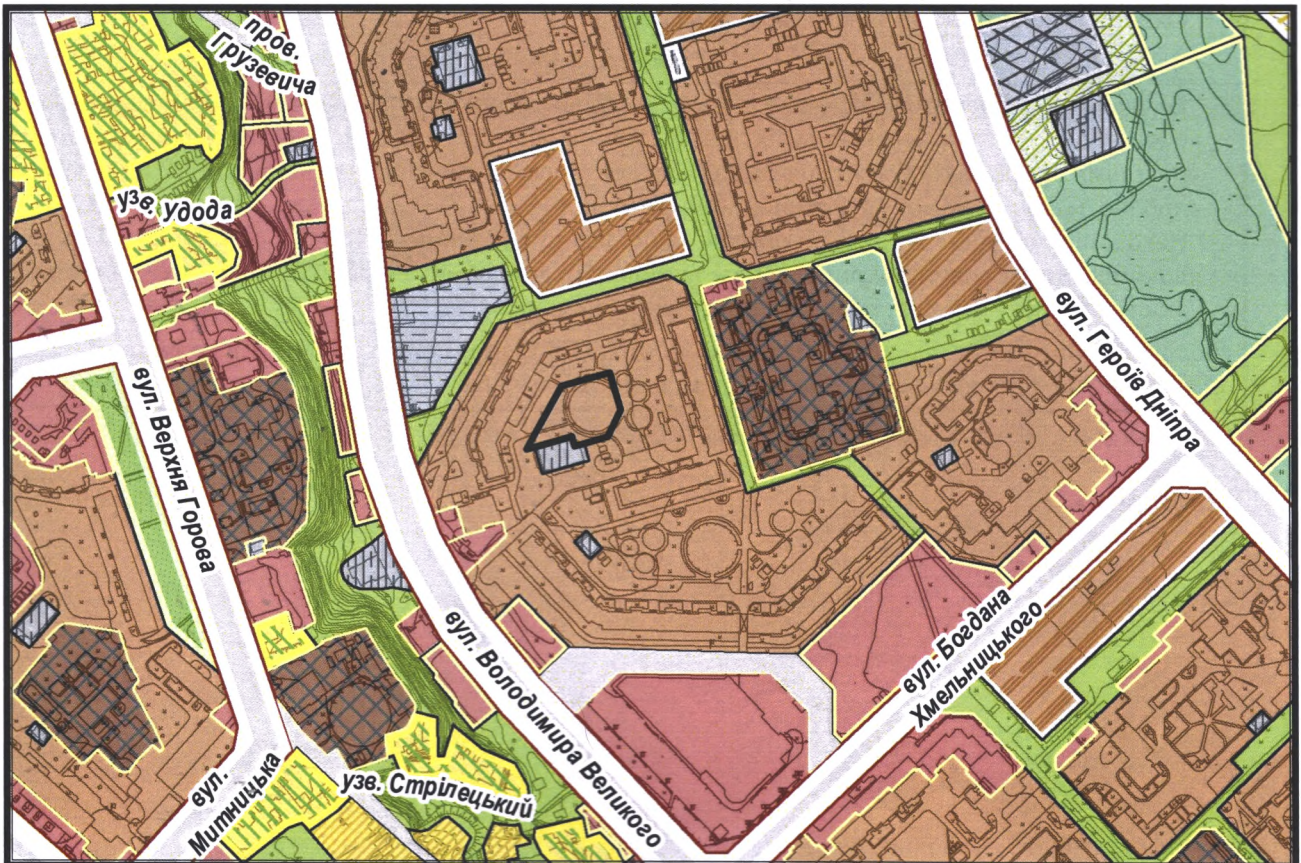 пров.
Грузевича
узв. Удода
вул. Верхня Горова
вул. Героїв Дніпра
вул. Богдана
Хмельницького
вул. Володимира Великого
узв. Стрілецький
вул.
Митницька